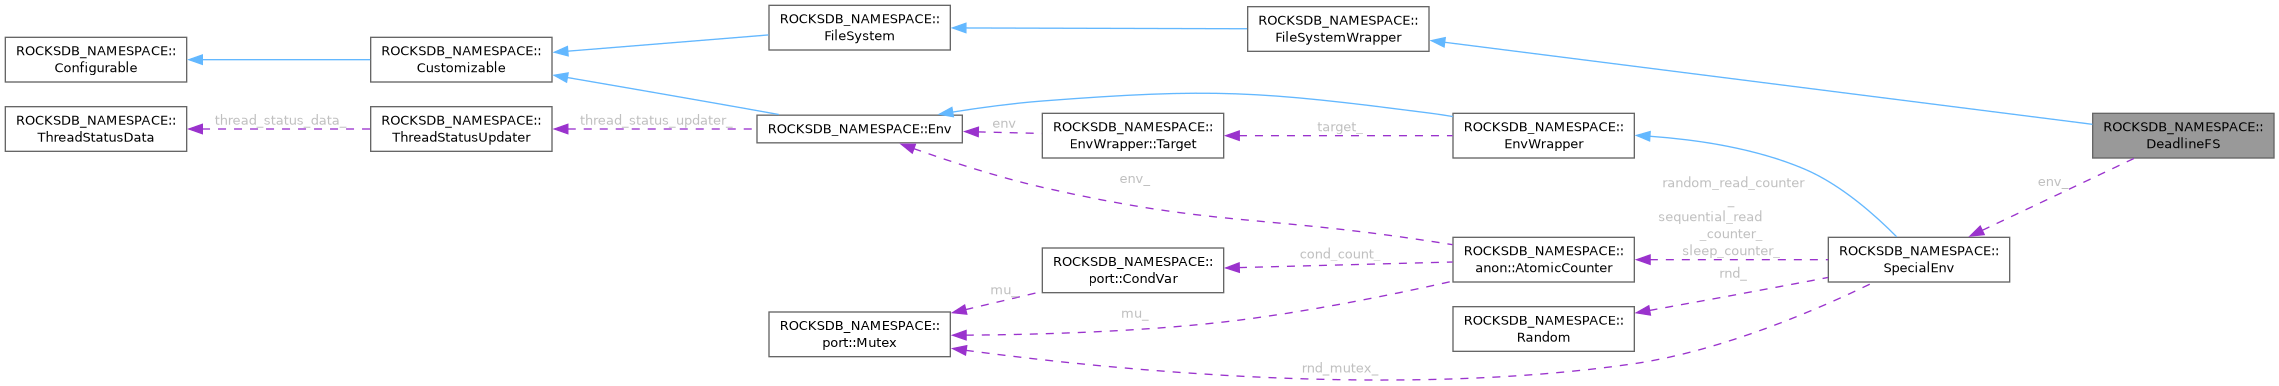 ROCKSDB_NAMESPACE::
FileSystem
ROCKSDB_NAMESPACE::
FileSystemWrapper
ROCKSDB_NAMESPACE::
Configurable
ROCKSDB_NAMESPACE::
Customizable
ROCKSDB_NAMESPACE::
ThreadStatusData
thread_status_data_
ROCKSDB_NAMESPACE::
ThreadStatusUpdater
thread_status_updater_
ROCKSDB_NAMESPACE::Env
env
ROCKSDB_NAMESPACE::
EnvWrapper::Target
target_
ROCKSDB_NAMESPACE::
EnvWrapper
ROCKSDB_NAMESPACE::
DeadlineFS
env_
env_
random_read_counter
_
sequential_read
_counter_
sleep_counter_
ROCKSDB_NAMESPACE::
port::CondVar
cond_count_
ROCKSDB_NAMESPACE::
anon::AtomicCounter
ROCKSDB_NAMESPACE::
SpecialEnv
rnd_
mu
mu_
ROCKSDB_NAMESPACE::
port::Mutex
ROCKSDB_NAMESPACE::
Random
rnd_mutex_